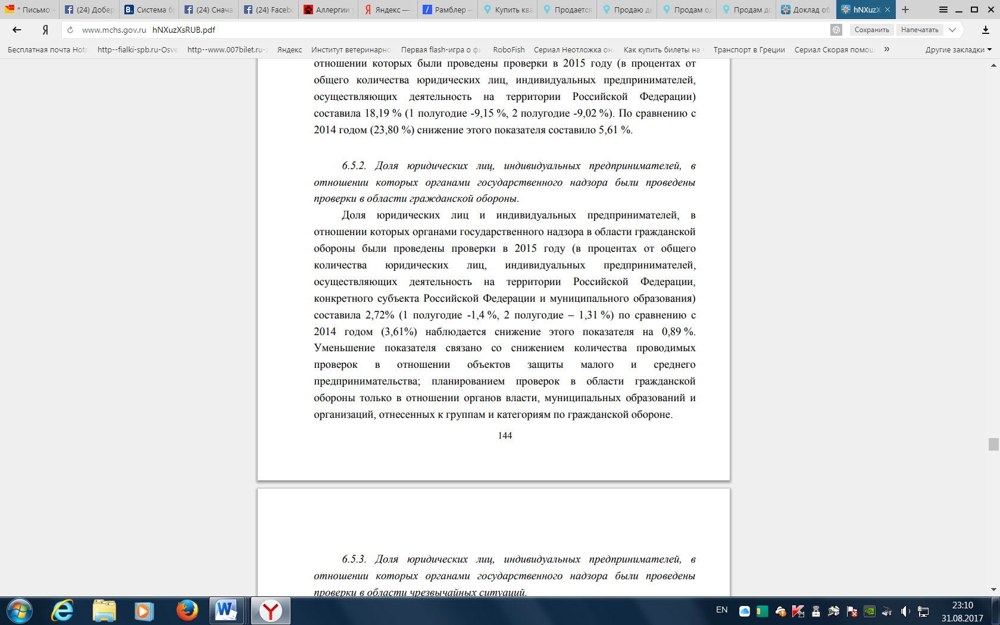 * Письмо
(24) Добер
Система б
(24) Снача
(24) Facebo
Аллергии у
Яндекс —
Рамблер –
Купить ква
Продается
Продаю дв
Продам од
Продам до
Доклад об
hNXuzXs
www.mchs.gov.ru hNXuzXsRUB.pdf
Сохранить
Напечатать
Бесплатная почта Hotm
http--fialki-spb.ru-Osve
http--www.007bilet.ru-z
Яндекс
Институт ветеринарно
Первая flash-игра о фи
RoboFish
Сериал Неотложка онл
Как купить билеты на п
Транспорт в Греции
Сериал Скорая помощ
»
Другие закладки
отношении которых были проведены проверки в 2015 году (в процентах от
общего количества юридических лиц, индивидуальных предпринимателей,
осуществляющих деятельность на территории Российской Федерации)
составила 18,19 % (1 полугодие -9,15 %, 2 полугодие -9,02 %). По сравнению с
2014 годом (23,80 %) снижение этого показателя составило 5,61 %.
6.5.2. Доля юридических лиц, индивидуальных предпринимателей, в
отношении которых органами государственного надзора были проведены
проверки в области гражданской обороны.
Доля юридических лиц и индивидуальных предпринимателей, в
отношении которых органами государственного надзора в области гражданской
обороны были проведены проверки в 2015 году (в процентах от общего
количества юридических лиц, индивидуальных предпринимателей,
осуществляющих деятельность на территории Российской Федерации,
конкретного субъекта Российской Федерации и муниципального образования)
составила 2,72% (1 полугодие -1,4 %, 2 полугодие – 1,31 %) по сравнению с
2014 годом (3,61%) наблюдается снижение этого показателя на 0,89 %.
Уменьшение показателя связано со снижением количества проводимых
проверок в отношении объектов защиты малого и среднего
предпринимательства; планированием проверок в области гражданской
обороны только в отношении органов власти, муниципальных образований и
организаций, отнесенных к группам и категориям по гражданской обороне.
144
6.5.3. Доля юридических лиц, индивидуальных предпринимателей, в
отношении которых органами государственного надзора были проведены
проверки в области чрезвычайных ситуаций.
EN
23:10
31.08.2017